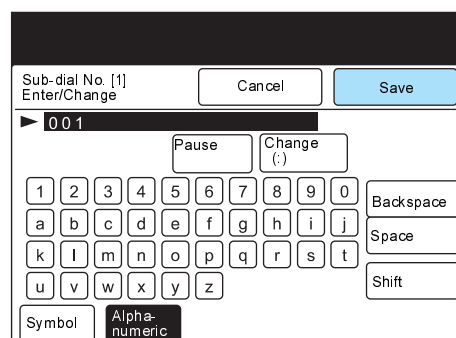 Sub-dial No. [1]
Enter/Change
Cancel
Save
001
Pause
Change
(:)
1 2 3 4 5 6 7 8 9 0
Backspace
a b c d e f g h i j
Space
k l m n o p q r s t
Shift
u v w x y z
Symbol
Alpha-
numeric